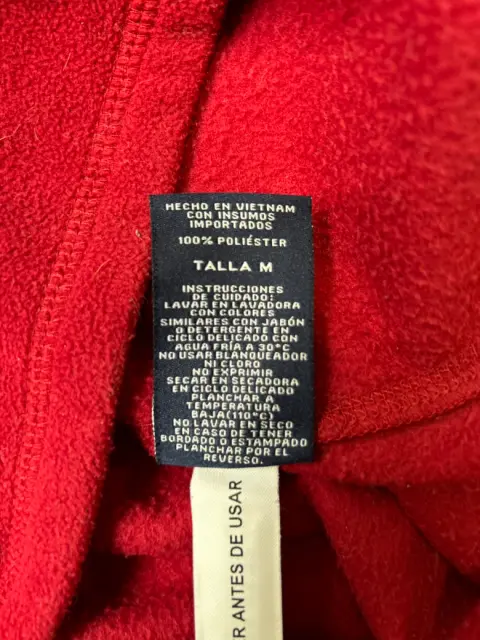 HECHO EN VIETNAM
CON INSUMOS
IMPORTADOS
100% POLIÉSTER
TALLA M
INSTRUCCIONES
DE CUIDADO:
LAVAR EN LAVADORA
CON COLORES
SIMILARES CON JABÓN
O DETERGENTE EN
CICLO DELICADO CON
AGUA FRÍA A 30°C
NO USAR BLANQUEADOR
NI CLORO
NO EXPRIMIR
SECAR EN SECADORA
EN CICLO DELICADO
PLANCHAR A
TEMPERATURA
BAJA(110°C)
NO LAVAR EN SECO
EN CASO DE TENER
BORDADO O ESTAMPADO
PLANCHAR POR EL
REVERSO.
R ANTES DE USAR